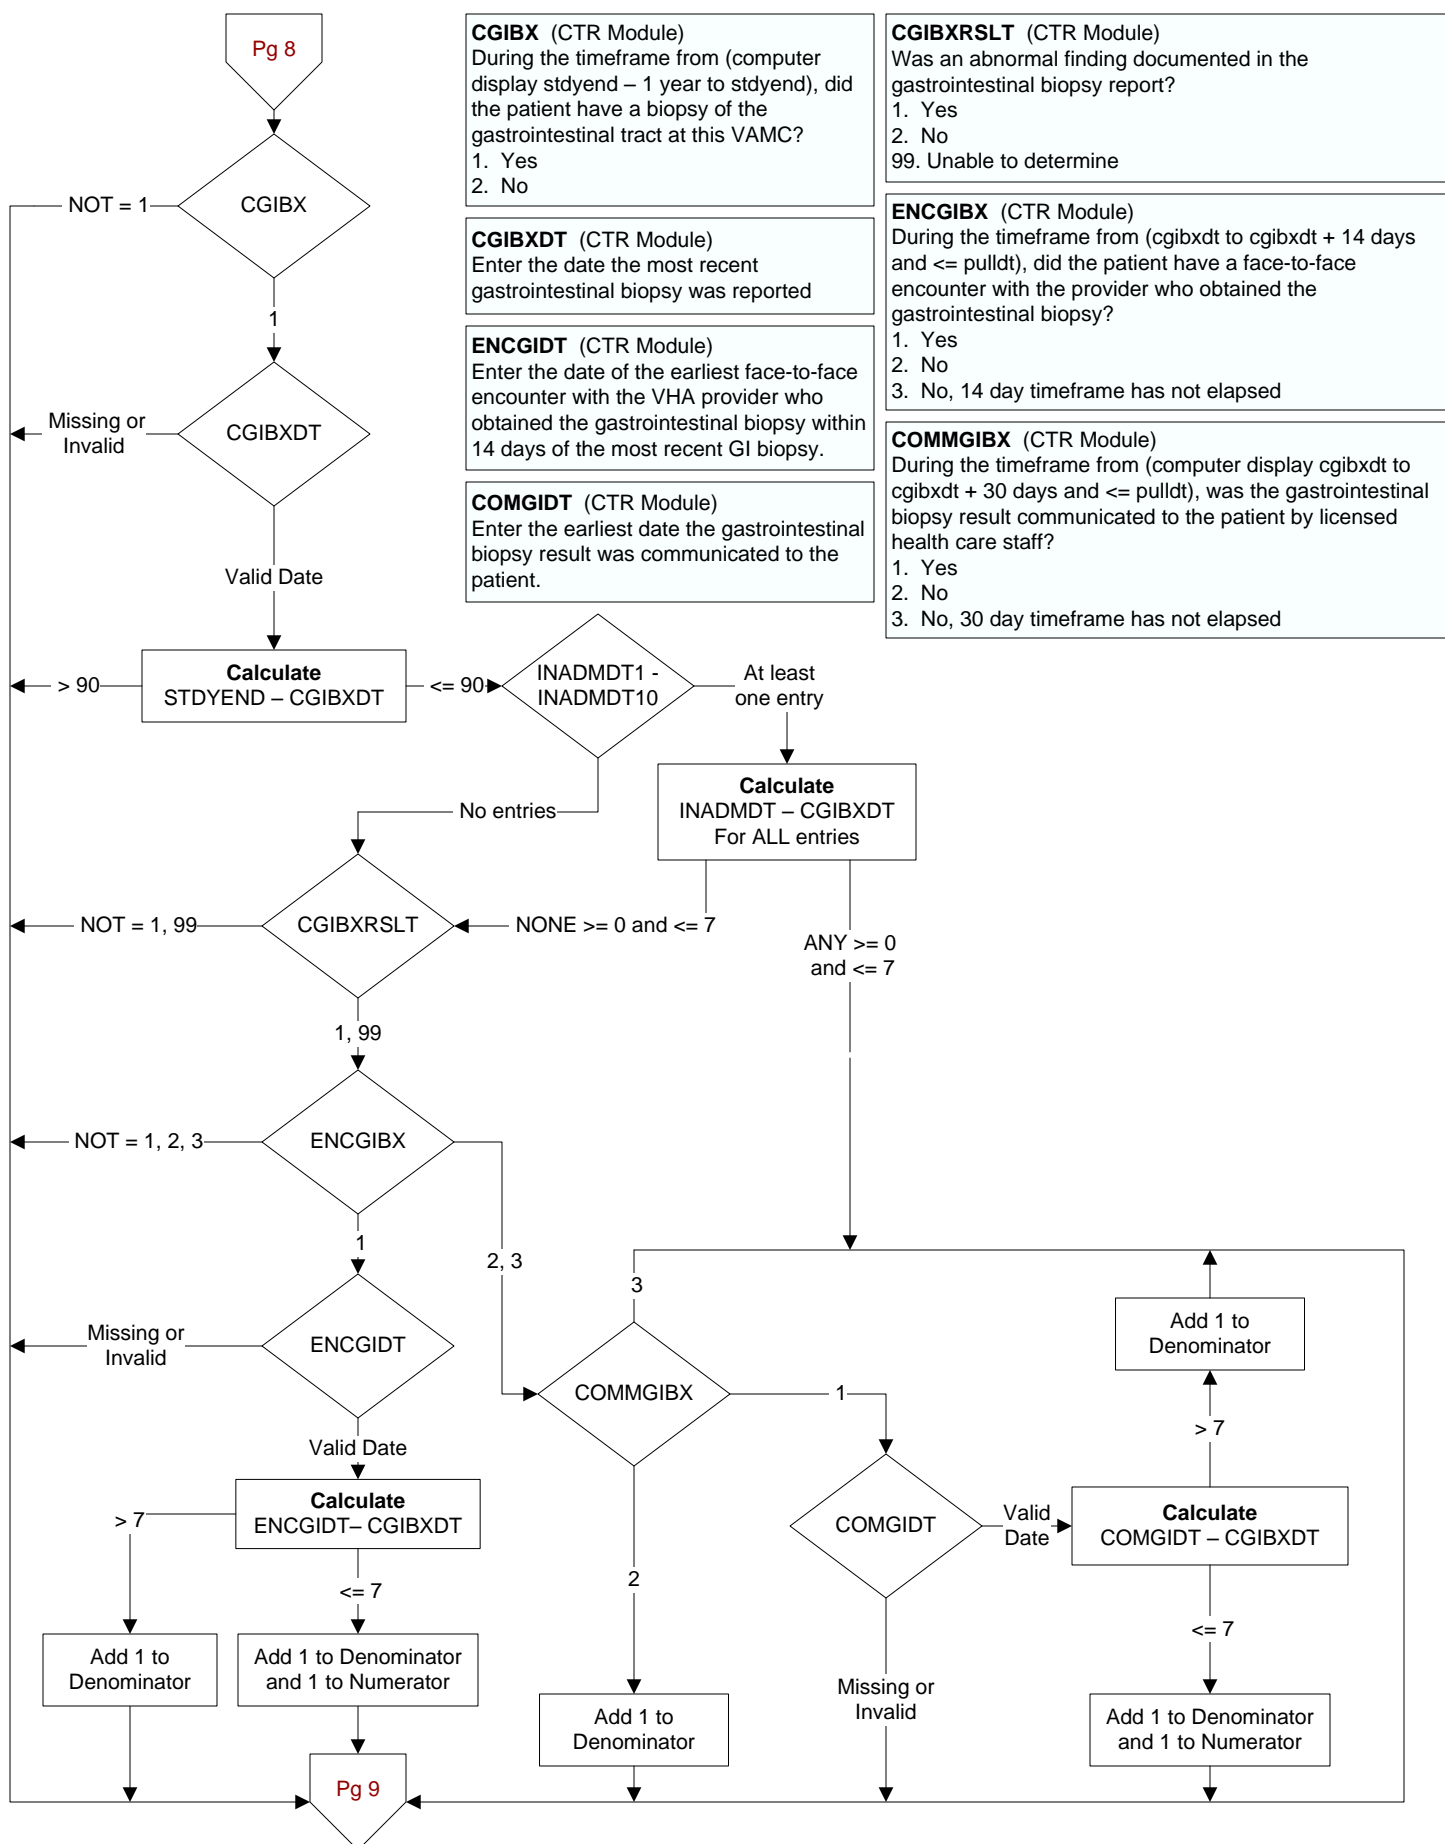 Pg 8
CGIBX (CTR Module)
During the timeframe from (computer
display stdyend – 1 year to stdyend), did
the patient have a biopsy of the
gastrointestinal tract at this VAMC?
1. Yes
2. No
CGIBXRSLT (CTR Module)
Was an abnormal finding documented in the
gastrointestinal biopsy report?
1. Yes
2. No
99. Unable to determine
CGIBXDT (CTR Module)
Enter the date the most recent
gastrointestinal biopsy was reported
ENCGIBX (CTR Module)
During the timeframe from (cgibxdt to cgibxdt + 14 days
and <= pulldt), did the patient have a face-to-face
encounter with the provider who obtained the
gastrointestinal biopsy?
1. Yes
2. No
3. No, 14 day timeframe has not elapsed
ENCGIDT (CTR Module)
Enter the date of the earliest face-to-face
encounter with the VHA provider who
obtained the gastrointestinal biopsy within
14 days of the most recent GI biopsy.
COMMGIBX (CTR Module)
During the timeframe from (computer display cgibxdt to
cgibxdt + 30 days and <= pulldt), was the gastrointestinal
biopsy result communicated to the patient by licensed
health care staff?
1. Yes
2. No
3. No, 30 day timeframe has not elapsed
COMGIDT (CTR Module)
Enter the earliest date the gastrointestinal
biopsy result was communicated to the
patient.
CGIBX
NOT = 1
1
CGIBXDT
Missing or
Invalid
Valid Date
Calculate
STDYEND – CGIBXDT
> 90
<= 90
INADMDT1 -
INADMDT10
At least
one entry
No entries
Calculate
INADMDT – CGIBXDT
For ALL entries
NONE >= 0 and <= 7
ANY >= 0
and <= 7
CGIBXRSLT
NOT = 1, 99
1, 99
ENCGIBX
NOT = 1, 2, 3
1
2, 3
ENCGIDT
Missing or
Invalid
Valid Date
Calculate
ENCGIDT– CGIBXDT
> 7
<= 7
Add 1 to
Denominator
Add 1 to Denominator
and 1 to Numerator
COMMGIBX
3
1
2
Add 1 to
Denominator
COMGIDT
Missing or
Invalid
Valid
Date
Calculate
COMGIDT – CGIBXDT
> 7
Add 1 to
Denominator
<= 7
Add 1 to Denominator
and 1 to Numerator
Pg 9